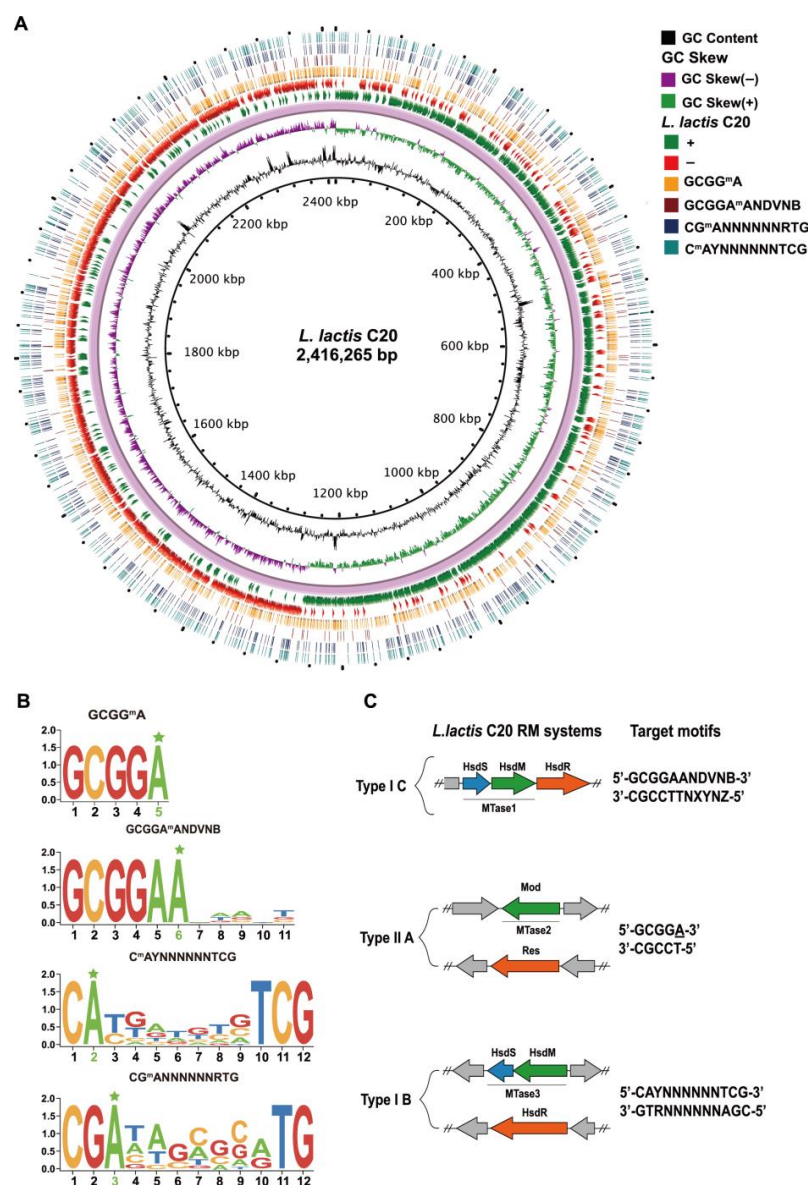 A
GC Content
GC Skew
GC Skew(−)
GC Skew(+)
L. lactis C20
+
−
GCGGᵐA
GCGGAᵐANDVNB
CGᵐANNNNNNRTG
CᵐAYNNNNNNTCG
2400 kbp
200
400 kbp
600 kbp
800 kbp
1000 kbp
1200 kbp
1400 kbp
1600 kbp
1800 kbp
2000 kbp
2200 kbp
L. lactis C20
2,416,265 bp
B
GCGGᵐA
2.0
1.5
1.0
0.5
0.0
GCGGA
1 2 3 4 5
GCGGAᵐANDVNB
2.0
1.5
1.0
0.5
0.0
GCGGAA
1 2 3 4 5 6 7 8 9 10 11
CᵐAYNNNNNNTCG
2.0
1.5
1.0
0.5
0.0
CATGATGTGTCG
1 2 3 4 5 6 7 8 9 10 11 12
CGᵐANNNNNNRTG
2.0
1.5
1.0
0.5
0.0
1 2 3 4 5 6 7 8 9 10 11 12
C
L.lactis C20 RM systems Target motifs
Type I C
HsdS HsdM HsdR
MTase1
5'-GCGGAANDVNB-3'
3'-CGCCTTNXYNZ-5'
Type II A
Mod
MTase2
Res
5'-GCGGA-3'
3'-CGCCT-5'
Type I B
HsdS HsdM
MTase3
HsdR
5'-CAYNNNNNNTCG-3'
3'-GTRNNNNNNAGC-5'